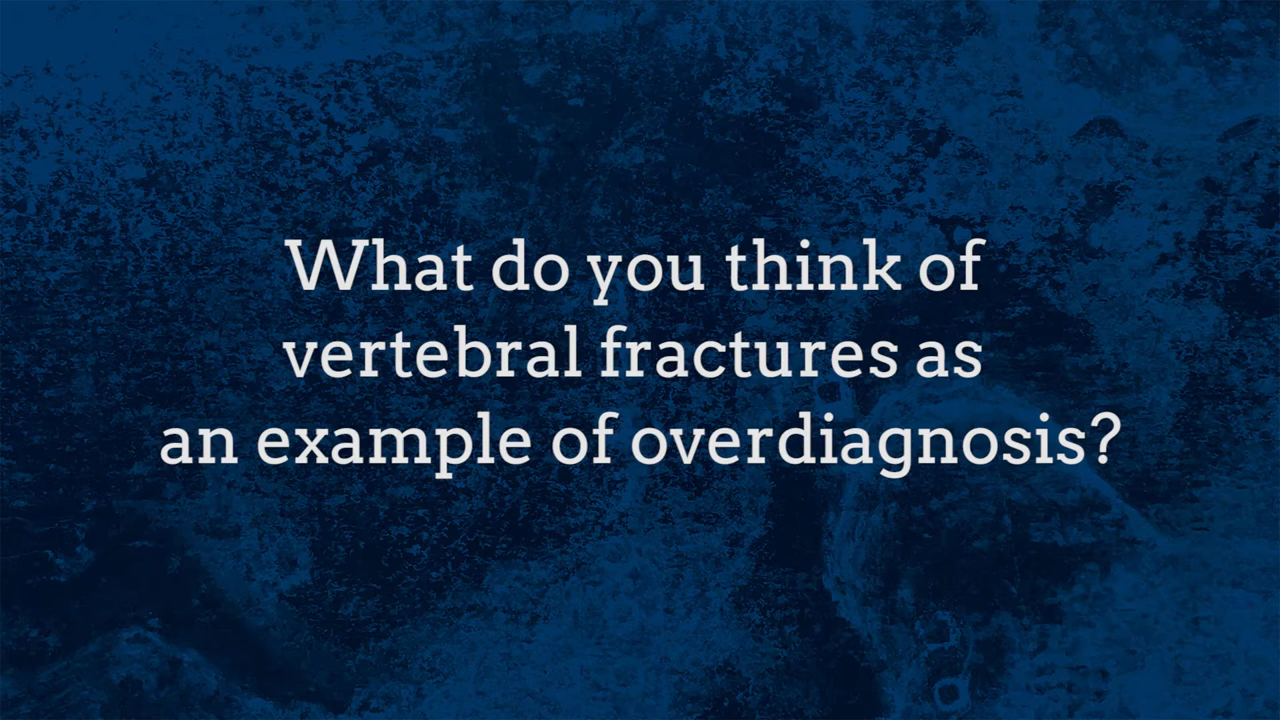 What do you think of
vertebral fractures as
an example of overdiagnosis?